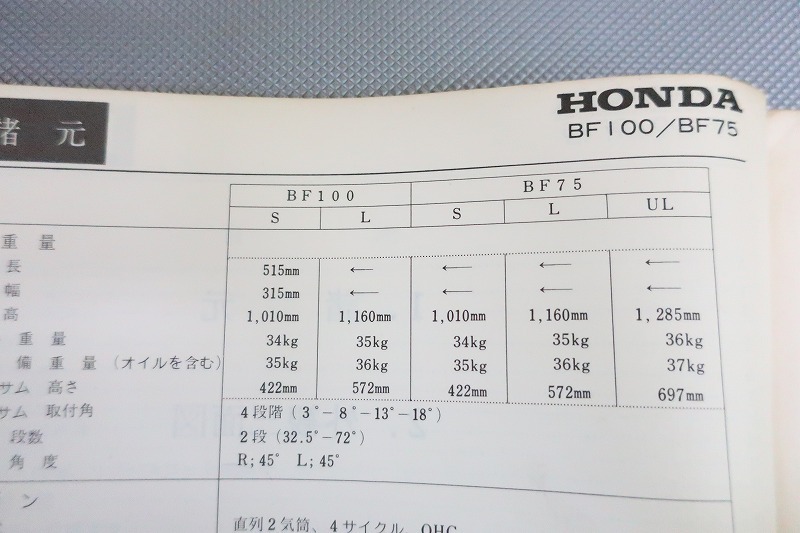 HONDA
BF100/BF75
諸元
BF100 BF75
S L S L UL
重量
長 515mm ← ← ← ←
幅 315mm ← ← ← ←
高 1,010mm 1,160mm 1,010mm 1,160mm 1,285mm
重量 34kg 35kg 34kg 35kg 36kg
備重量 (オイルを含む) 35kg 36kg 35kg 36kg 37kg
サム 高さ 422mm 572mm 422mm 572mm 697mm
サム 取付角 4段階 (3°-8°-13°-18°)
段数 2段 (32.5°-72°)
角度 R;45° L;45°
ン
直列2気筒、4サイクル、OHC